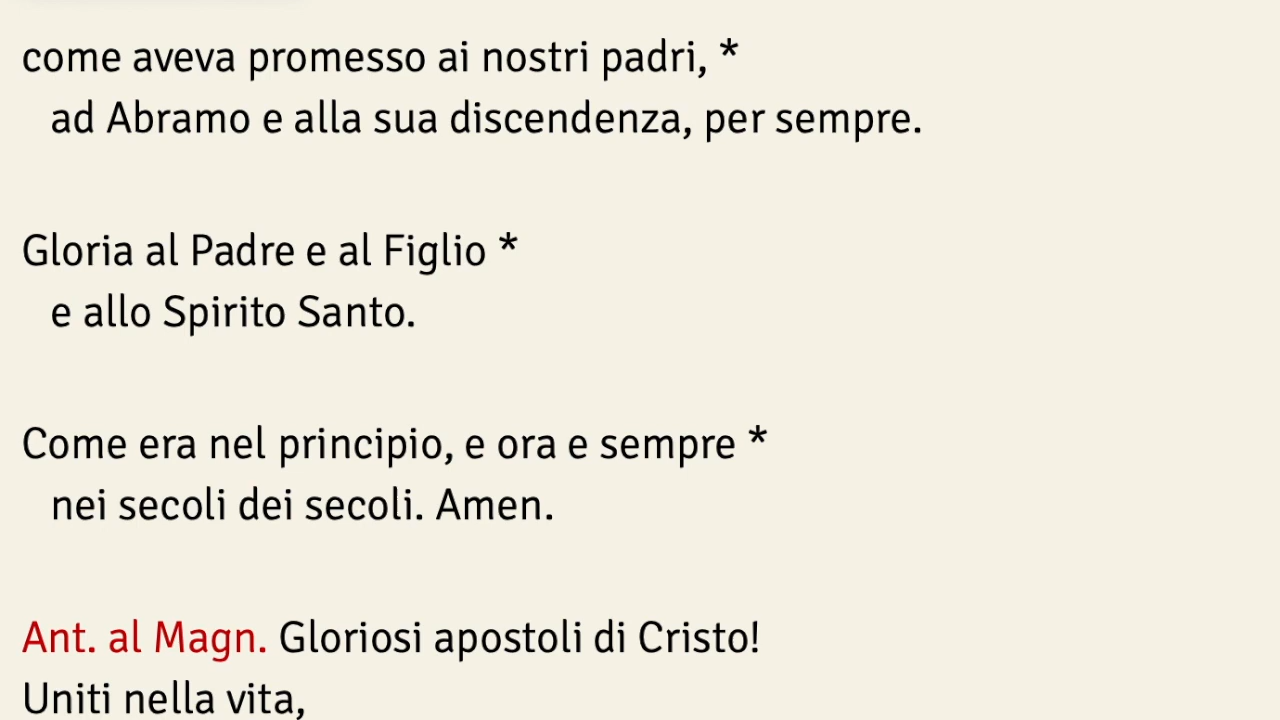 come aveva promesso ai nostri padri, *
ad Abramo e alla sua discendenza, per sempre.
Gloria al Padre e al Figlio *
e allo Spirito Santo.
Come era nel principio, e ora e sempre *
nei secoli dei secoli. Amen.
Ant. al Magn. Gloriosi apostoli di Cristo!
Uniti nella vita,